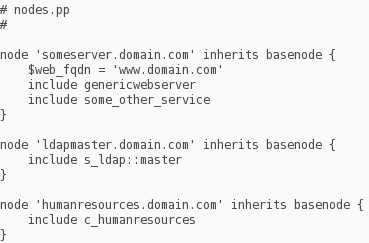 # nodes.pp
#

node 'someserver.domain.com' inherits basenode {
    $web_fqdn = 'www.domain.com'
    include genericwebserver
    include some_other_service
}

node 'ldapmaster.domain.com' inherits basenode {
    include s_ldap::master
}

node 'humanresources.domain.com' inherits basenode {
    include c_humanresources
}